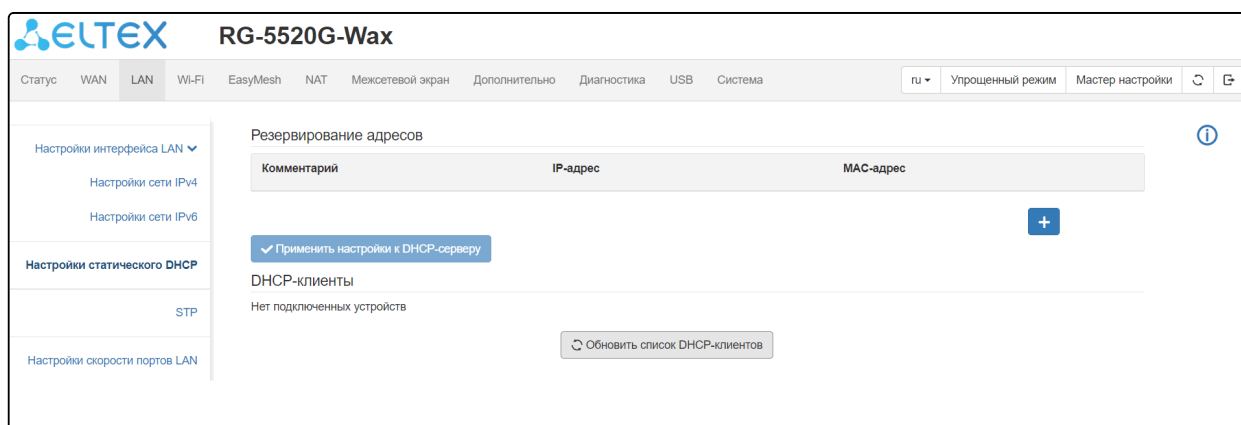 ELTEX RG-5520G-Wax
Статус WAN LAN Wi-Fi EasyMesh NAT Межсетевой экран Дополнительно Диагностика USB Система ru Упрощенный режим Мастер настройки
Настройки интерфейса LAN
Настройки сети IPv4
Настройки сети IPv6
Настройки статического DHCP
STP
Настройки скорости портов LAN
Резервирование адресов
Комментарий IP-адрес MAC-адрес
Применить настройки к DHCP-серверу
DHCP-клиенты
Нет подключенных устройств
Обновить список DHCP-клиентов